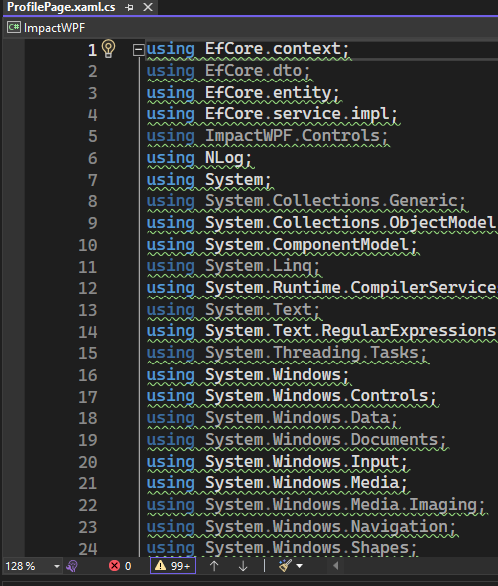 ProfilePage.xaml.cs
C# ImpactWPF
1 using EfCore.context;
2 using EfCore.dto;
3 using EfCore.entity;
4 using EfCore.service.impl;
5 using ImpactWPF.Controls;
6 using NLog;
7 using System;
8 using System.Collections.Generic;
9 using System.Collections.ObjectModel
10 using System.ComponentModel;
11 using System.Linq;
12 using System.Runtime.CompilerService
13 using System.Text;
14 using System.Text.RegularExpressions
15 using System.Threading.Tasks;
16 using System.Windows;
17 using System.Windows.Controls;
18 using System.Windows.Data;
19 using System.Windows.Documents;
20 using System.Windows.Input;
21 using System.Windows.Media;
22 using System.Windows.Media.Imaging;
23 using System.Windows.Navigation;
24 using System.Windows.Shapes;
128 % 0 99+